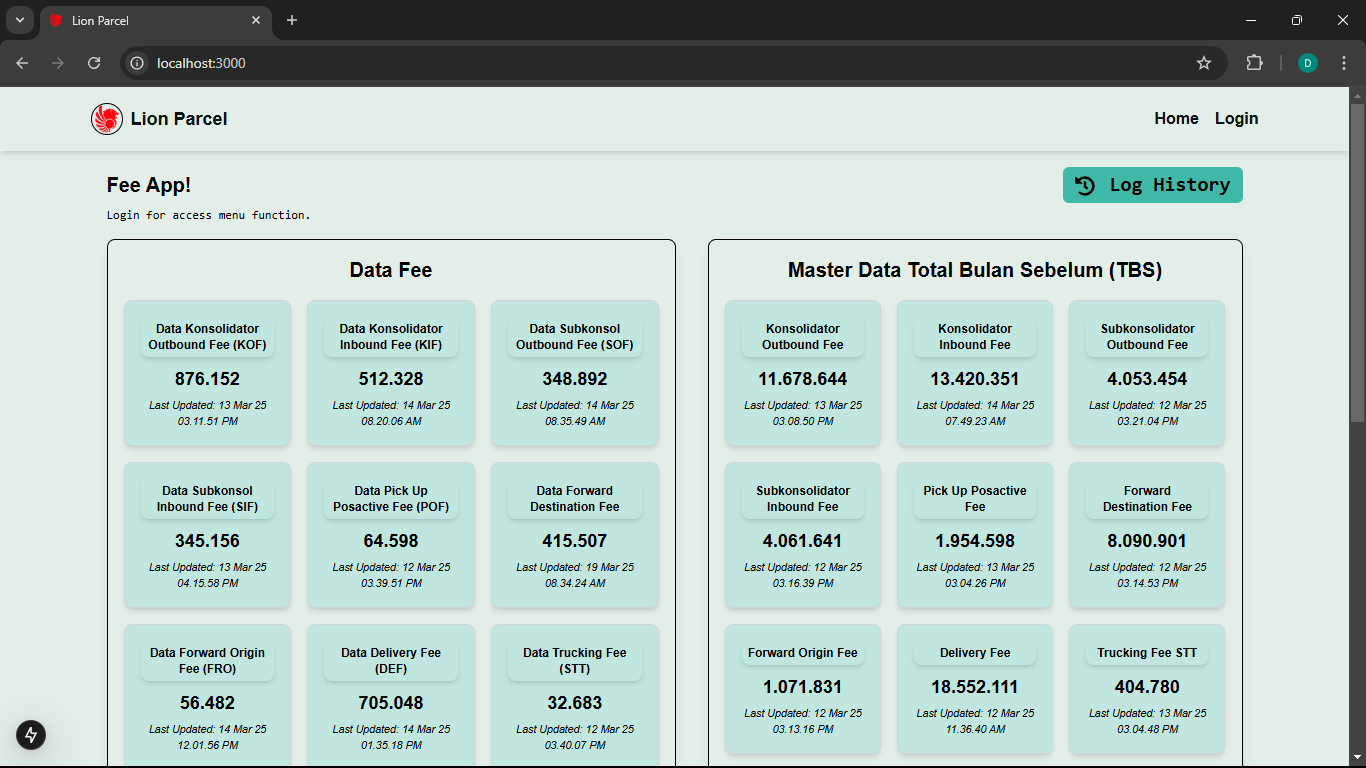 Lion Parcel
localhost:3000
D
Lion Parcel
Home
Login
Fee App!
Log History
Login for access menu function.
Data Fee
Data Konsolidator
Outbound Fee (KOF)
876.152
Last Updated: 13 Mar 25
03.11.51 PM
Data Konsolidator
Inbound Fee (KIF)
512.328
Last Updated: 14 Mar 25
08.20.06 AM
Data Subkonsol
Outbound Fee (SOF)
348.892
Last Updated: 14 Mar 25
08.35.49 AM
Data Subkonsol
Inbound Fee (SIF)
345.156
Last Updated: 13 Mar 25
04.15.58 PM
Data Pick Up
Posactive Fee (POF)
64.598
Last Updated: 12 Mar 25
03.39.51 PM
Data Forward
Destination Fee
415.507
Last Updated: 19 Mar 25
08.34.24 AM
Data Forward Origin
Fee (FRO)
56.482
Last Updated: 14 Mar 25
12.01.56 PM
Data Delivery Fee
(DEF)
705.048
Last Updated: 14 Mar 25
01.35.18 PM
Data Trucking Fee
(STT)
32.683
Last Updated: 12 Mar 25
03.40.07 PM
Master Data Total Bulan Sebelum (TBS)
Konsolidator
Outbound Fee
11.678.644
Last Updated: 13 Mar 25
03.08.50 PM
Konsolidator
Inbound Fee
13.420.351
Last Updated: 14 Mar 25
07.49.23 AM
Subkonsolidator
Outbound Fee
4.053.454
Last Updated: 12 Mar 25
03.21.04 PM
Subkonsolidator
Inbound Fee
4.061.641
Last Updated: 12 Mar 25
03.16.39 PM
Pick Up Posactive
Fee
1.954.598
Last Updated: 13 Mar 25
03.04.26 PM
Forward
Destination Fee
8.090.901
Last Updated: 12 Mar 25
03.14.53 PM
Forward Origin Fee
1.071.831
Last Updated: 12 Mar 25
03.13.16 PM
Delivery Fee
18.552.111
Last Updated: 12 Mar 25
11.36.40 AM
Trucking Fee STT
404.780
Last Updated: 13 Mar 25
03.04.48 PM